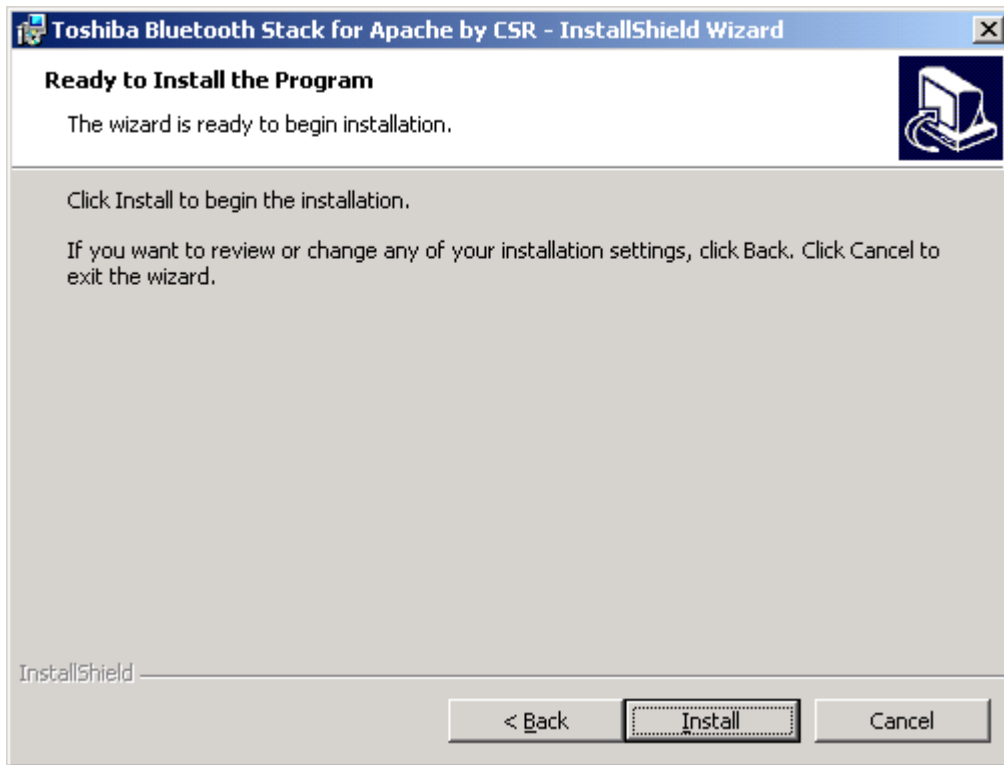 Toshiba Bluetooth Stack for Apache by CSR - InstallShield Wizard
Ready to Install the Program
The wizard is ready to begin installation.
Click Install to begin the installation.
If you want to review or change any of your installation settings, click Back. Click Cancel to
exit the wizard.
InstallShield
< Back
Install
Cancel